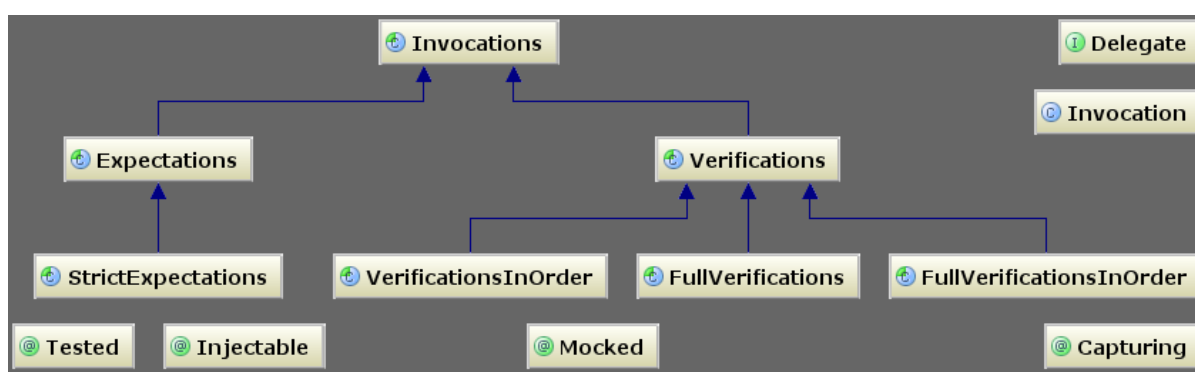 Invocations
Delegate
Invocation
Expectations
Verifications
StrictExpectations
VerificationsInOrder
FullVerifications
FullVerificationsInOrder
@ Tested
@ Injectable
@ Mocked
@ Capturing